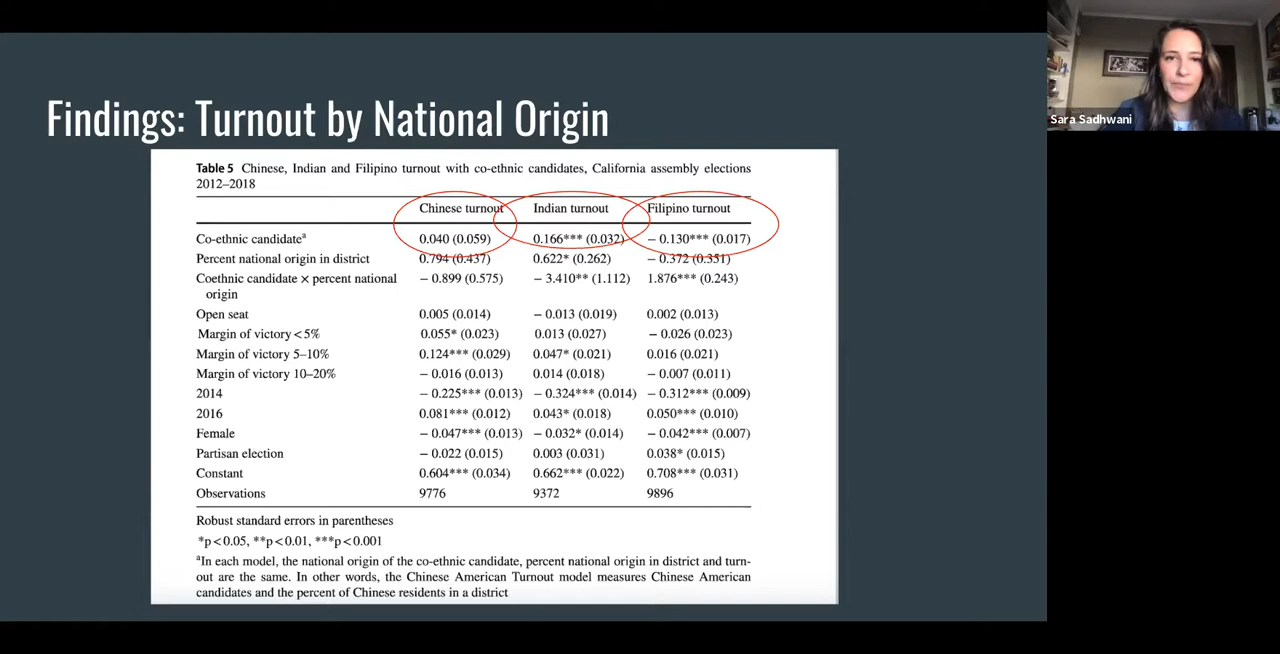 Sara Sadhwani
Findings: Turnout by National Origin
Table 5 Chinese, Indian and Filipino turnout with co-ethnic candidates, California assembly elections
2012–2018
Chinese turnout Indian turnout Filipino turnout
Co-ethnic candidateᵃ 0.040 (0.059) 0.166*** (0.032) − 0.130*** (0.017)
Percent national origin in district 0.794 (0.437) 0.622* (0.262) − 0.372 (0.351)
Coethnic candidate × percent national − 0.899 (0.575) − 3.410** (1.112) 1.876*** (0.243)
origin
Open seat 0.005 (0.014) − 0.013 (0.019) 0.002 (0.013)
Margin of victory < 5% 0.055* (0.023) 0.013 (0.027) − 0.026 (0.023)
Margin of victory 5–10% 0.124*** (0.029) 0.047* (0.021) 0.016 (0.021)
Margin of victory 10–20% − 0.016 (0.013) 0.014 (0.018) − 0.007 (0.011)
2014 − 0.225*** (0.013) − 0.324*** (0.014) − 0.312*** (0.009)
2016 0.081*** (0.012) 0.043* (0.018) 0.050*** (0.010)
Female − 0.047*** (0.013) − 0.032* (0.014) − 0.042*** (0.007)
Partisan election − 0.022 (0.015) 0.003 (0.031) 0.038* (0.015)
Constant 0.604*** (0.034) 0.662*** (0.022) 0.708*** (0.031)
Observations 9776 9372 9896
Robust standard errors in parentheses
*p < 0.05, **p < 0.01, ***p < 0.001
ᵃIn each model, the national origin of the co-ethnic candidate, percent national origin in district and turn-
out are the same. In other words, the Chinese American Turnout model measures Chinese American
candidates and the percent of Chinese residents in a district